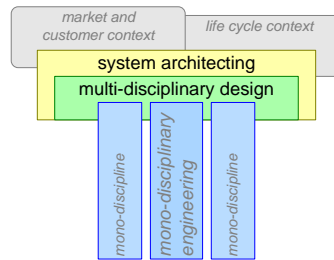 market and
customer context
life cycle context
system architecting
multi-disciplinary design
mono-discipline
mono-disciplinary
engineering
mono-discipline